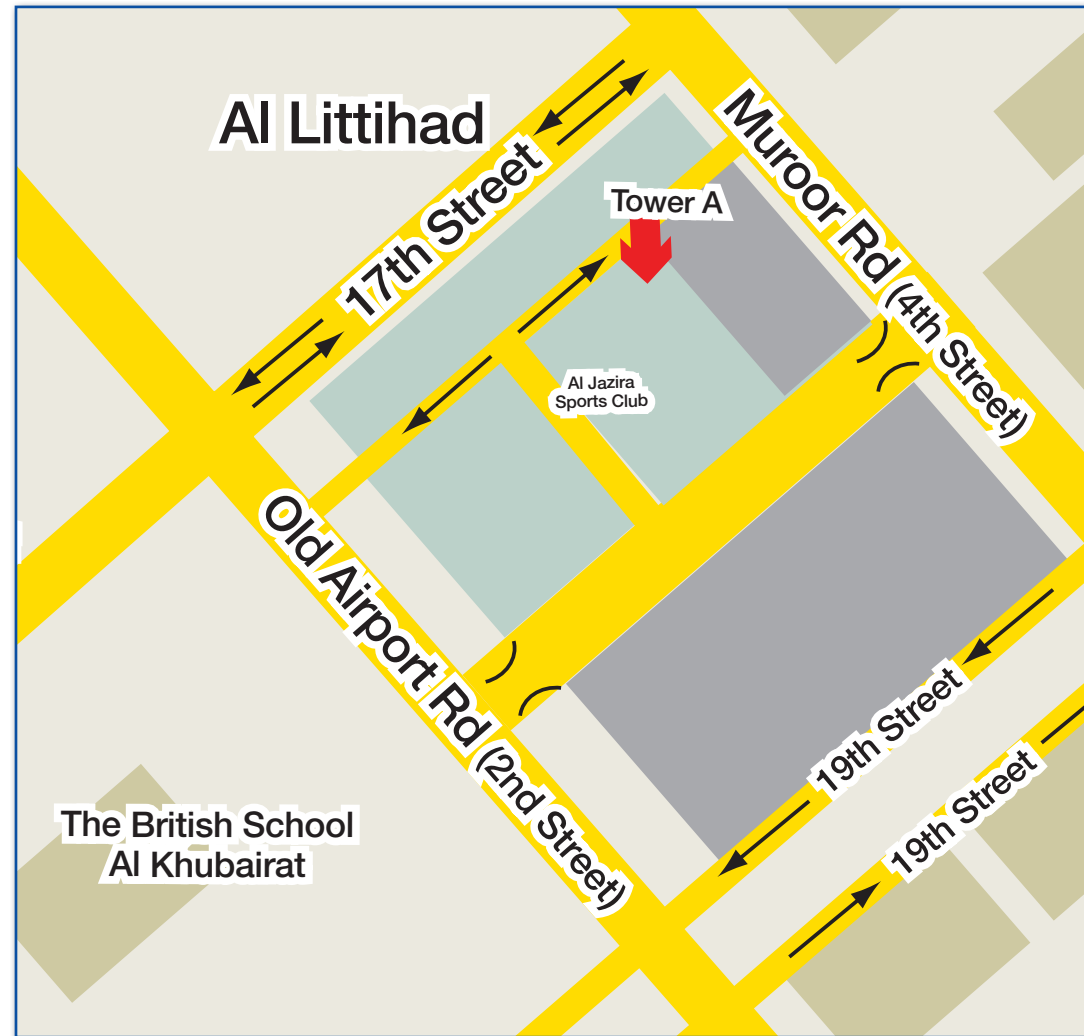 Al Littihad
17th Street
Muroor Rd (4th Street)
Tower A
Al Jazira
Sports Club
Old Airport Rd (2nd Street)
19th Street
19th Street
The British School
Al Khubairat